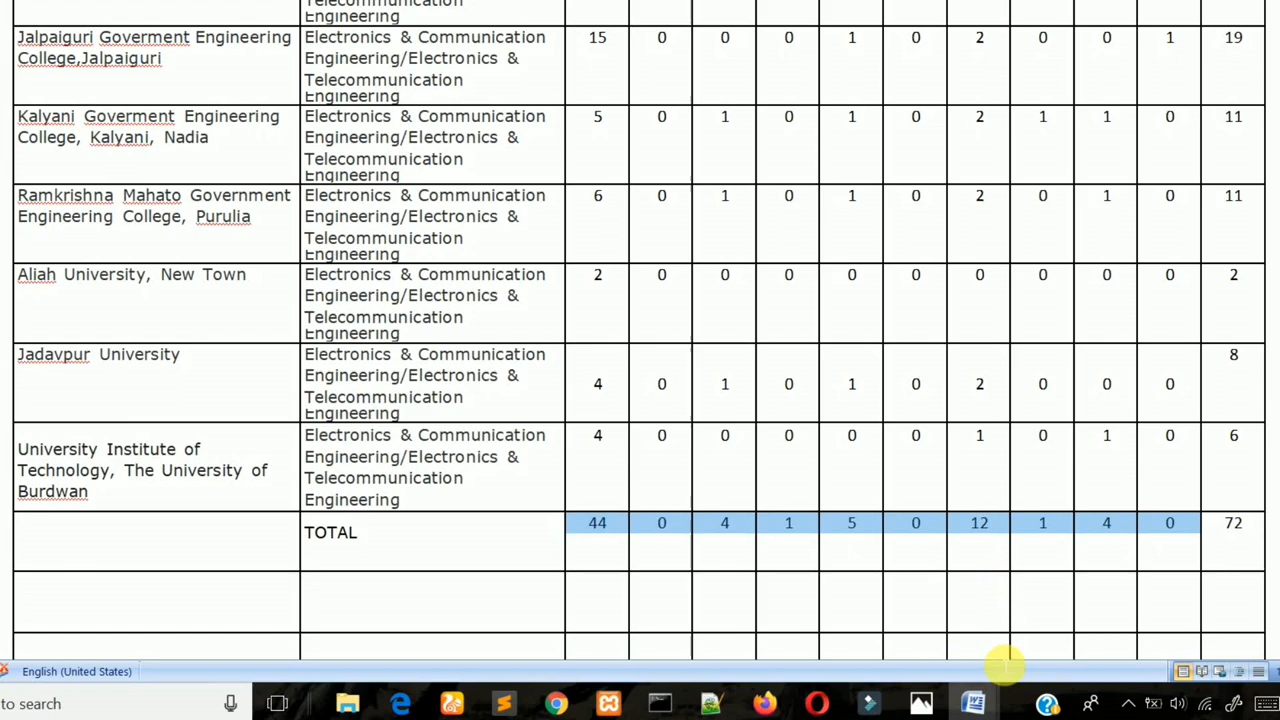 Telecommunication
Engineering
Jalpaiguri Goverment Engineering
College,Jalpaiguri
Electronics & Communication
Engineering/Electronics &
Telecommunication
Engineering
15 0 0 0 1 0 2 0 0 1 19
Kalyani Goverment Engineering
College, Kalyani, Nadia
Electronics & Communication
Engineering/Electronics &
Telecommunication
Engineering
5 0 1 0 1 0 2 1 1 0 11
Ramkrishna Mahato Government
Engineering College, Purulia
Electronics & Communication
Engineering/Electronics &
Telecommunication
Engineering
6 0 1 0 1 0 2 0 1 0 11
Aliah University, New Town
Electronics & Communication
Engineering/Electronics &
Telecommunication
Engineering
2 0 0 0 0 0 0 0 0 0 2
Jadavpur University
Electronics & Communication
Engineering/Electronics &
Telecommunication
Engineering
4 0 1 0 1 0 2 0 0 0 8
University Institute of
Technology, The University of
Burdwan
Electronics & Communication
Engineering/Electronics &
Telecommunication
Engineering
4 0 0 0 0 0 1 0 1 0 6
TOTAL
44 0 4 1 5 0 12 1 4 0 72
English (United States)
to search